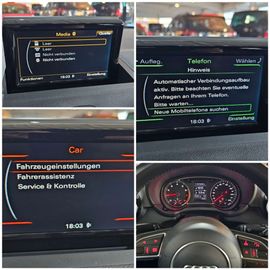 Media
Quelle
Leer
Leer
Nicht verbunden
Nicht verbunden
Funktionen
18:03
Einstellung
Aufleg.
Telefon
Wählen
Hinweis
Automatischer Verbindungsaufbau
aktiv. Bitte beachten Sie eventuelle
Anfragen an Ihrem Telefon.
Bitte warten...
Neue Mobiltelefone suchen
18:03
Einstellung
Car
Fahrzeugeinstellungen
Fahrerassistenz
Service & Kontrolle
18:03